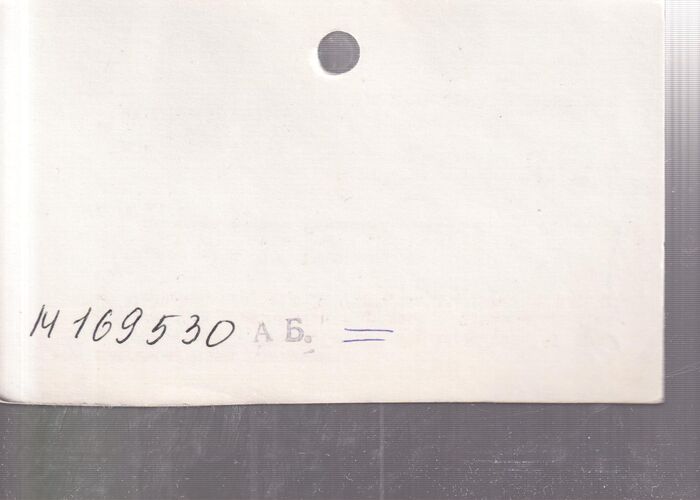 М 169530 А Б. =